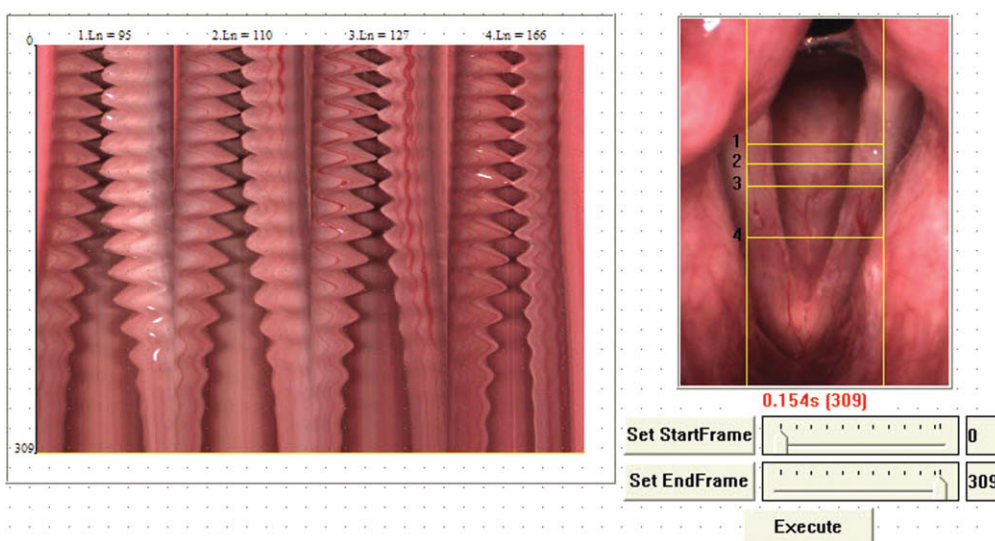 0 1.Ln = 95 2.Ln = 110 3.Ln = 127 4.Ln = 166
309
1
2
3
4
0.154s (309)
Set StartFrame 0
Set EndFrame 309
Execute